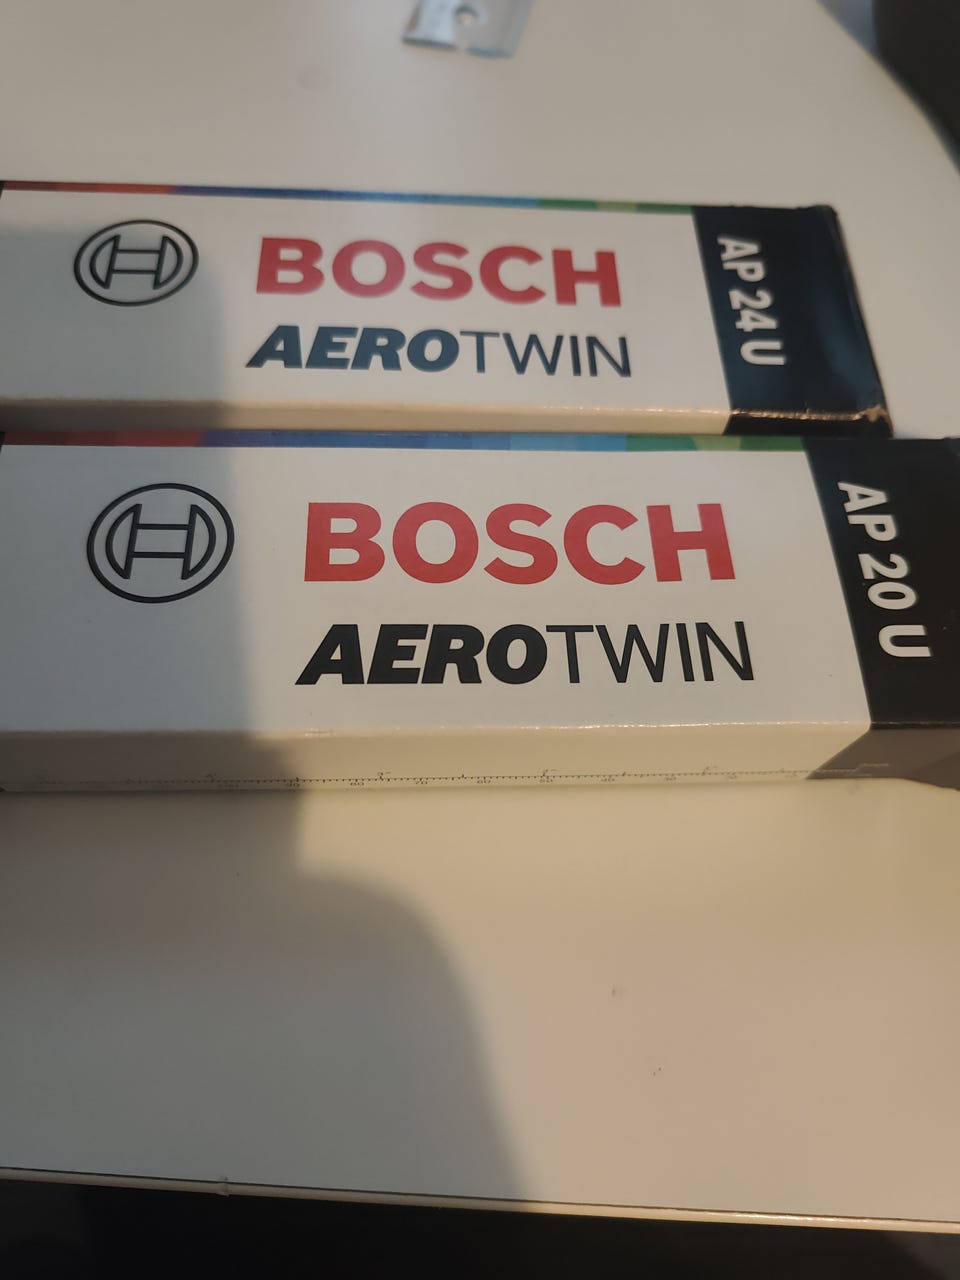 BOSCH
AEROTWIN
AP 24 U
BOSCH
AEROTWIN
AP 20 U